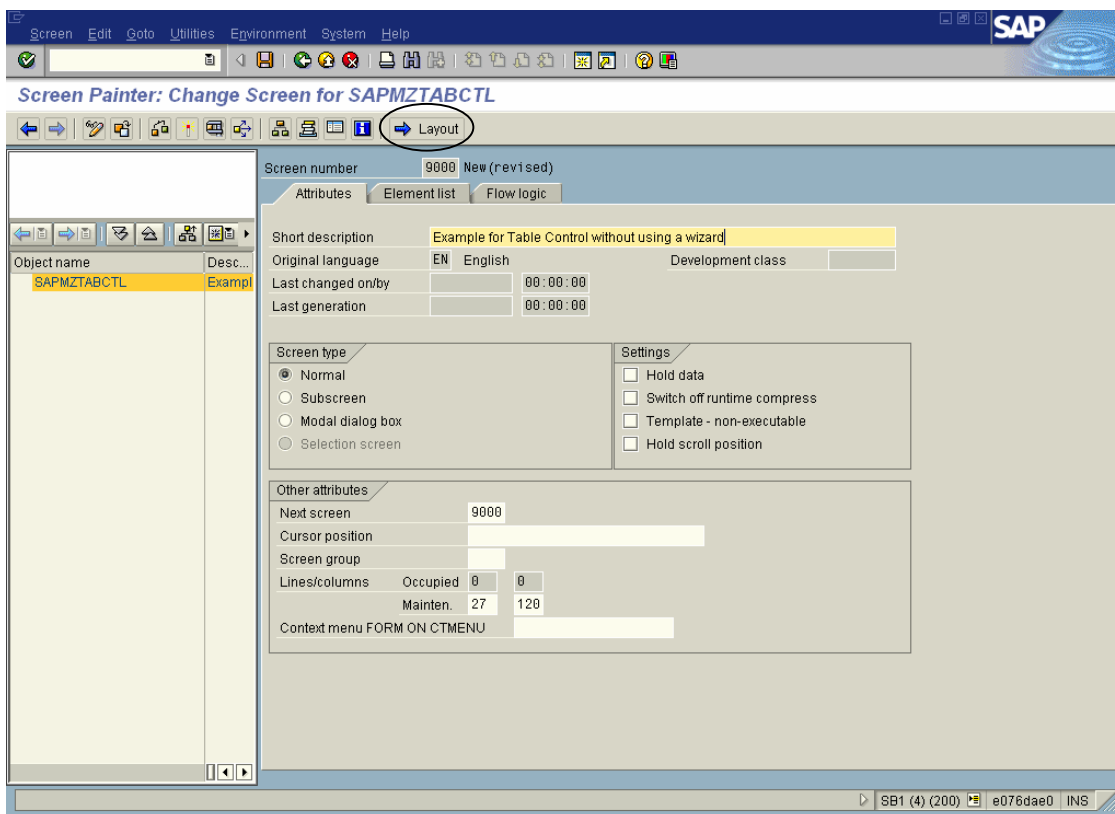 Screen Edit Goto Utilities Environment System Help
SAP
Screen Painter: Change Screen for SAPMZTABCTL
Layout
Screen number 9000 New(revised)
Attributes Element list Flow logic
Short description Example for Table Control without using a wizard
Object name Desc...
Original language EN English Development class
SAPMZTABCTL Exampl
Last changed on/by 00:00:00
Last generation 00:00:00
Screen type Settings
Normal Hold data
Subscreen Switch off runtime compress
Modal dialog box Template - non-executable
Selection screen Hold scroll position
Other attributes
Next screen 9000
Cursor position
Screen group
Lines/columns Occupied 0 0
Mainten. 27 120
Context menu FORM ON CTMENU
SB1 (4) (200) e076dae0 INS